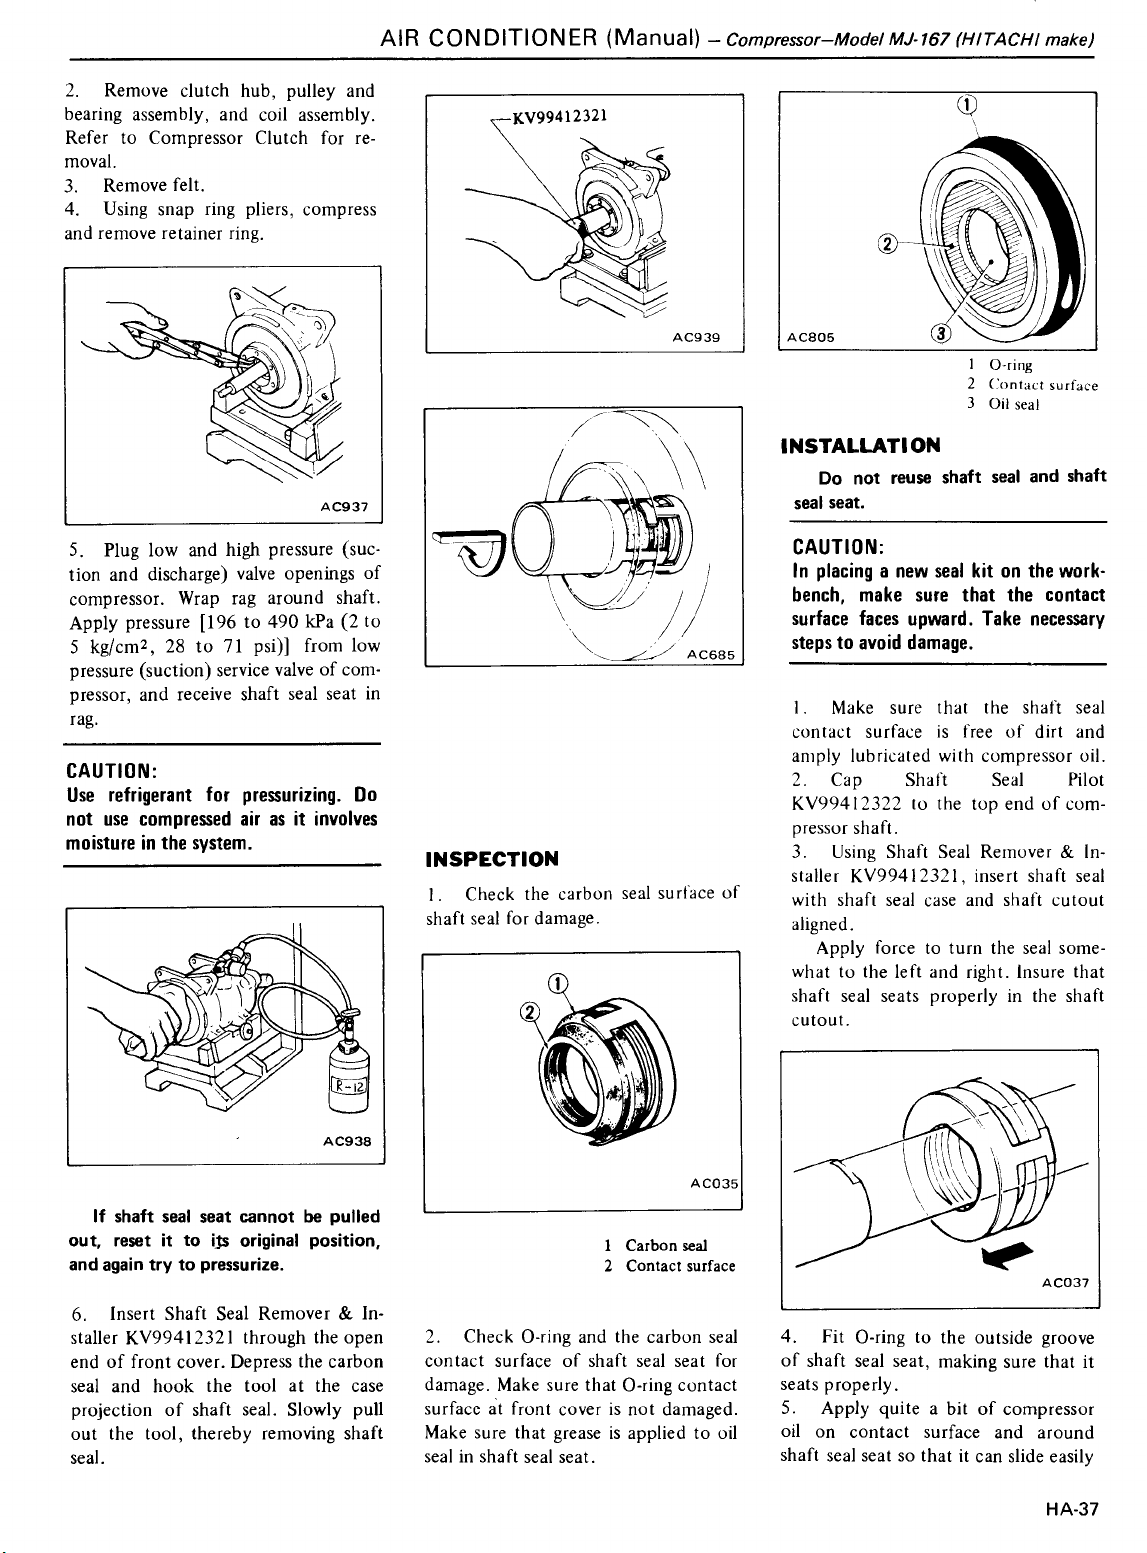 AIR CONDITIONER (Manual) – Compressor—Model MJ-167 (HITACHI make)
2. Remove clutch hub, pulley and
bearing assembly, and coil assembly.
Refer to Compressor Clutch for re-
moval.
3. Remove felt.
4. Using snap ring pliers, compress
and remove retainer ring.
AC937
5. Plug low and high pressure (suc-
tion and discharge) valve openings of
compressor. Wrap rag around shaft.
Apply pressure [196 to 490 kPa (2 to
5 kg/cm², 28 to 71 psi)] from low
pressure (suction) service valve of com-
pressor, and receive shaft seal seat in
rag.
CAUTION:
Use refrigerant for pressurizing. Do
not use compressed air as it involves
moisture in the system.
R-12
AC938
If shaft seal seat cannot be pulled
out, reset it to its original position,
and again try to pressurize.
6. Insert Shaft Seal Remover & In-
staller KV99412321 through the open
end of front cover. Depress the carbon
seal and hook the tool at the case
projection of shaft seal. Slowly pull
out the tool, thereby removing shaft
seal.
KV99412321
AC939
AC685
INSPECTION
1. Check the carbon seal surface of
shaft seal for damage.
1
2
AC035
1 Carbon seal
2 Contact surface
2. Check O-ring and the carbon seal
contact surface of shaft seal seat for
damage. Make sure that O-ring contact
surface at front cover is not damaged.
Make sure that grease is applied to oil
seal in shaft seal seat.
1
2
3
AC805
1 O-ring
2 Contact surface
3 Oil seal
INSTALLATION
Do not reuse shaft seal and shaft
seal seat.
CAUTION:
In placing a new seal kit on the work-
bench, make sure that the contact
surface faces upward. Take necessary
steps to avoid damage.
1. Make sure that the shaft seal
contact surface is free of dirt and
amply lubricated with compressor oil.
2. Cap Shaft Seal Pilot
KV99412322 to the top end of com-
pressor shaft.
3. Using Shaft Seal Remover & In-
staller KV99412321, insert shaft seal
with shaft seal case and shaft cutout
aligned.
Apply force to turn the seal some-
what to the left and right. Insure that
shaft seal seats properly in the shaft
cutout.
AC037
4. Fit O-ring to the outside groove
of shaft seal seat, making sure that it
seats properly.
5. Apply quite a bit of compressor
oil on contact surface and around
shaft seal seat so that it can slide easily
HA-37